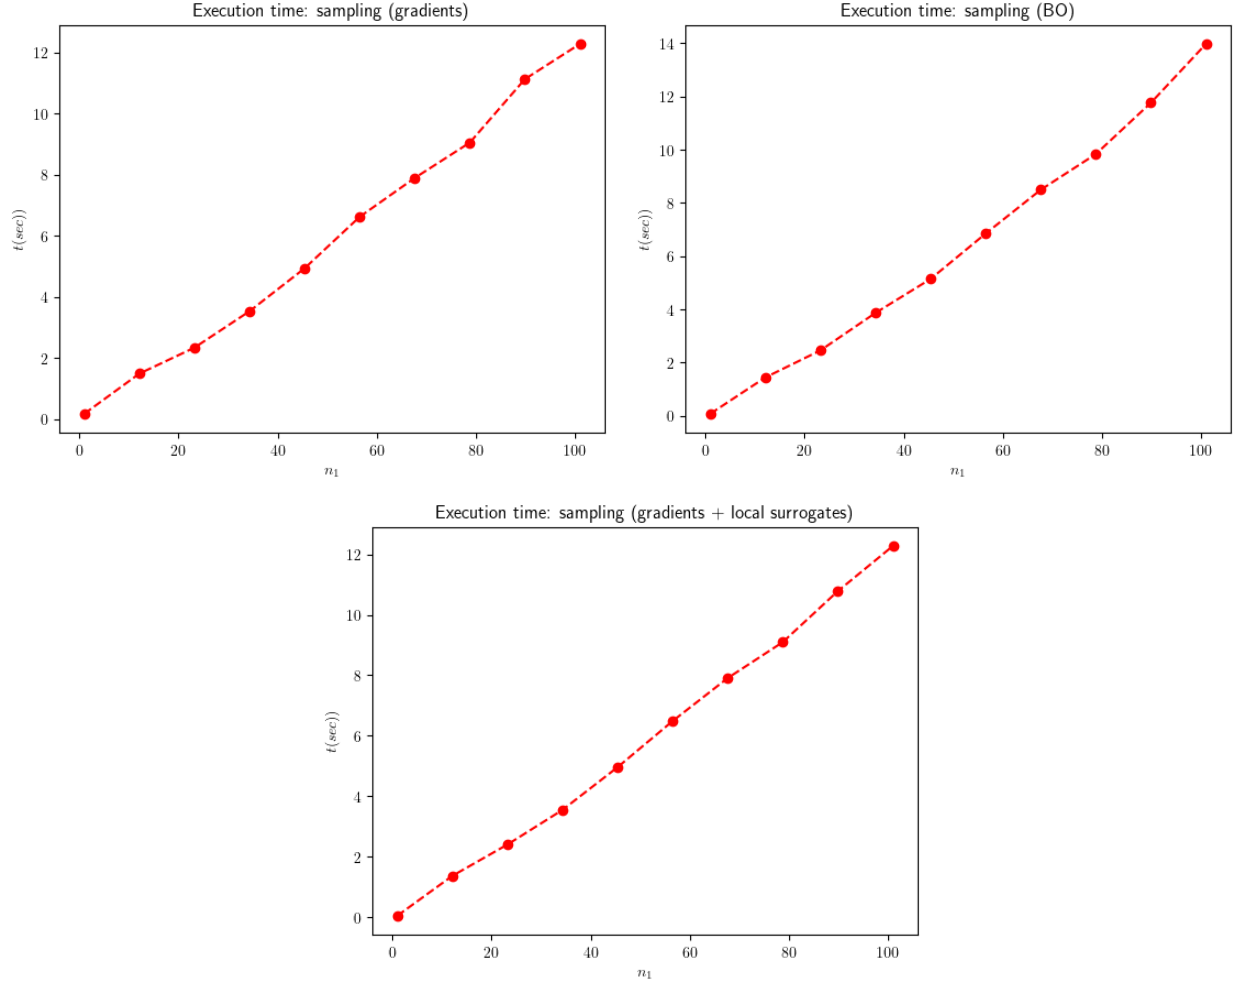 Execution time: sampling (gradients)
12
10
8
6
4
2
0
t(sec))
0 20 40 60 80 100
n1
Execution time: sampling (BO)
14
12
10
8
6
4
2
0
t(sec))
0 20 40 60 80 100
n1
Execution time: sampling (gradients + local surrogates)
12
10
8
6
4
2
0
t(sec))
0 20 40 60 80 100
n1